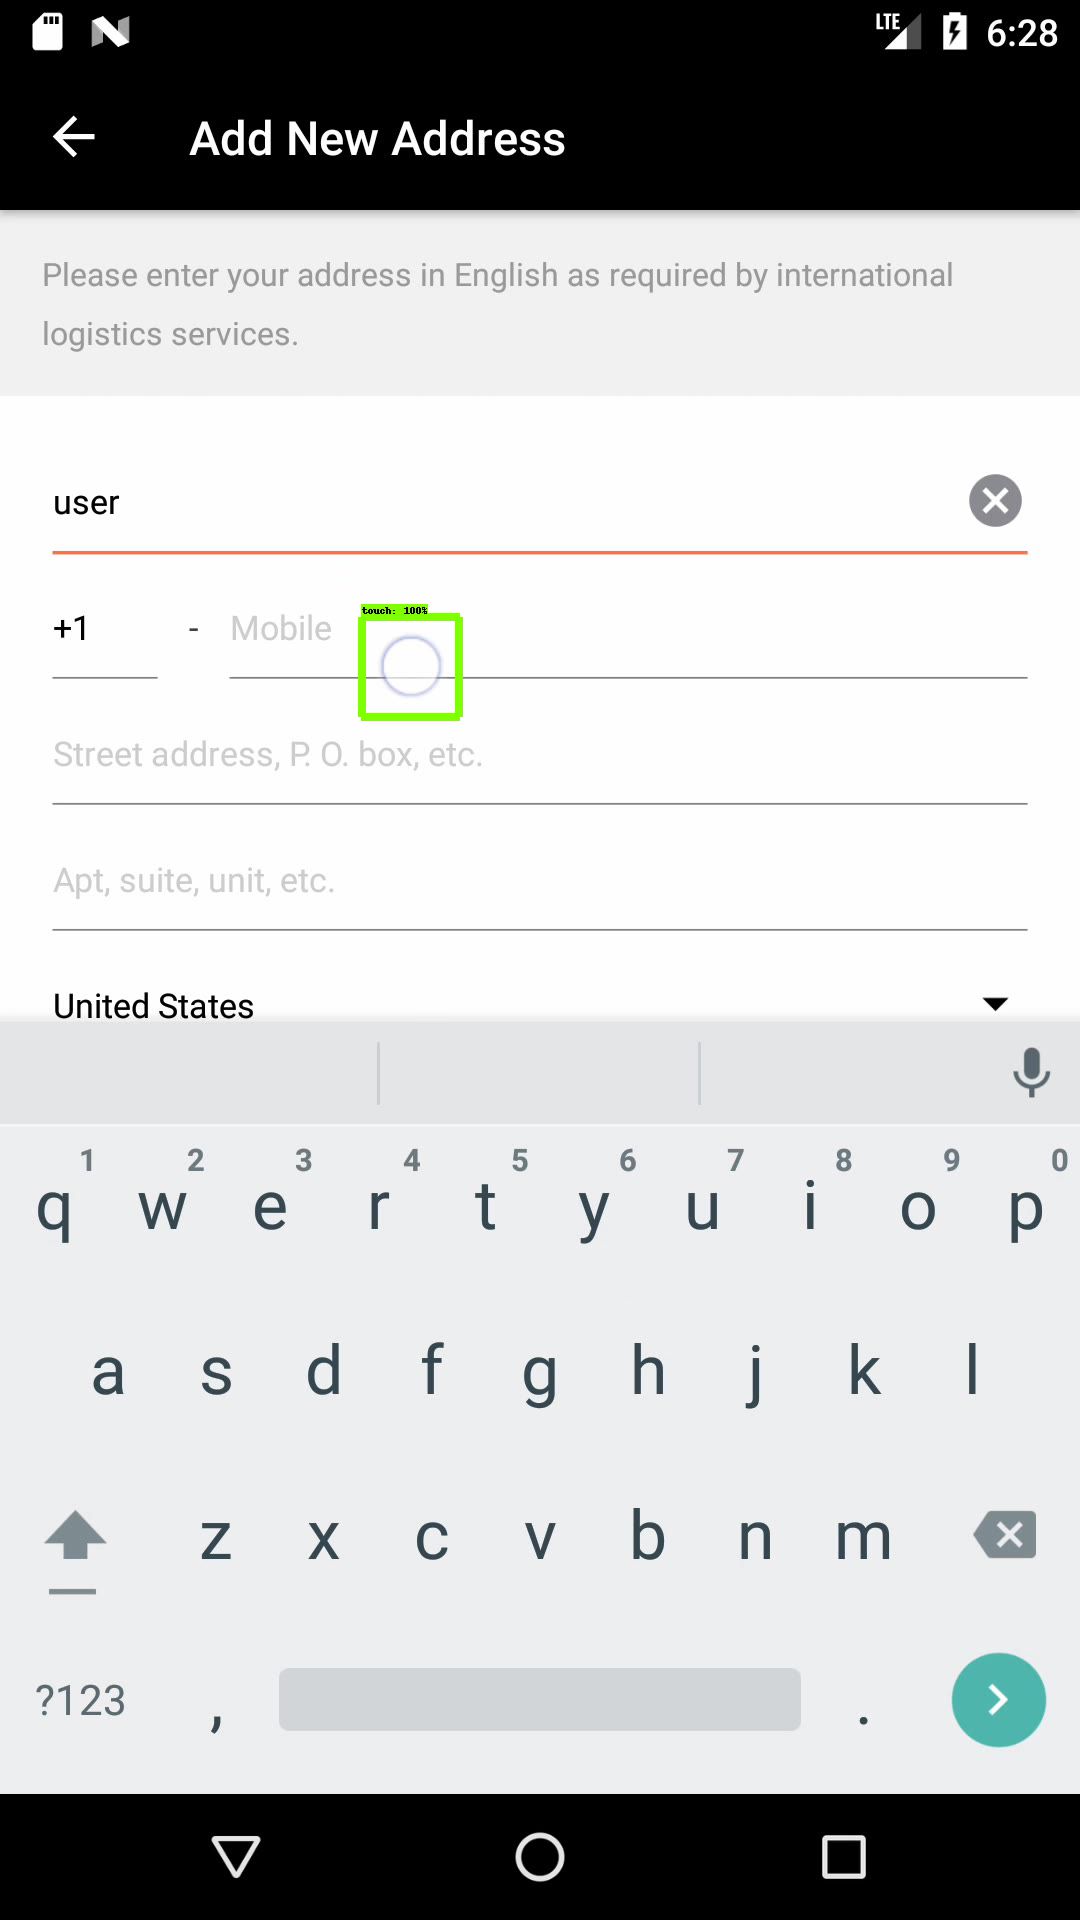 LTE 6:28
Add New Address
Please enter your address in English as required by international
logistics services.
user
touch: 100%
+1 - Mobile
Street address, P. O. box, etc.
Apt, suite, unit, etc.
United States
1 2 3 4 5 6 7 8 9 0
q w e r t y u i o p
a s d f g h j k l
z x c v b n m
?123 , .